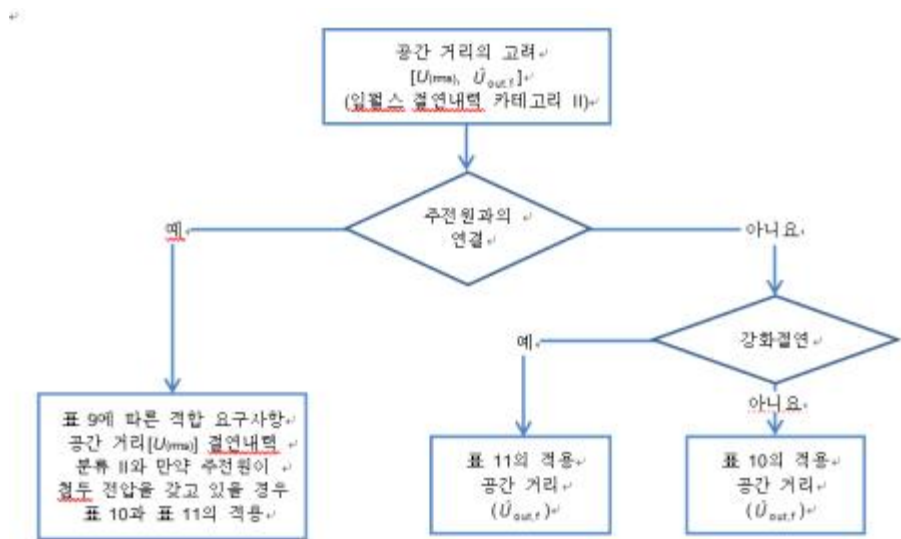 공간 거리의 고려
[U(rms), Û out,f]
(임펄스 절연내력 카테고리 II)
주전원과의
연결
예
아니요
강화결연
예
아니요
표 9에 따른 적합 요구사항
공간 거리[U(rms)] 절연내력
분류 II와 만약 주전원이
첨두 전압을 갖고 있을 경우
표 10과 표 11의 적용
표 11의 적용
공간 거리
(Û out,f)
표 10의 적용
공간 거리
(Û out,f)